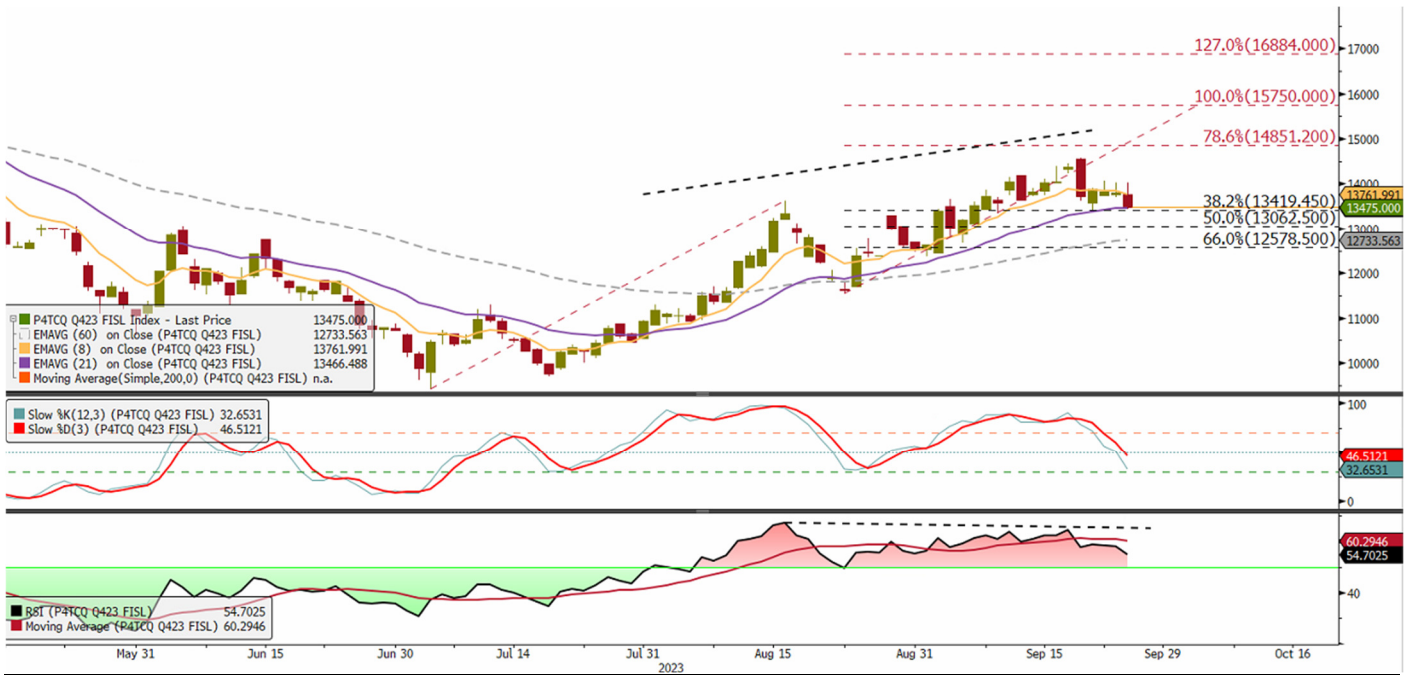 127.0%(16884.000)
17000
16000
100.0%(15750.000)
15000
78.6%(14851.200)
14000
13761.991
38.2%(13419.450)
13475.000
50.0%(13062.500)
13000
66.0%(12578.500)
12733.563
12000
11000
10000
P4TCQ Q423 FISL Index - Last Price 13475.000
EMAVG (60) on Close (P4TCQ Q423 FISL) 12733.563
EMAVG (8) on Close (P4TCQ Q423 FISL) 13761.991
EMAVG (21) on Close (P4TCQ Q423 FISL) 13466.488
Moving Average(Simple,200,0) (P4TCQ Q423 FISL) n.a.
100
Slow %K(12,3) (P4TCQ Q423 FISL) 32.6531
Slow %D(3) (P4TCQ Q423 FISL) 46.5121
46.5121
32.6531
0
60.2946
54.7025
40
RSI (P4TCQ Q423 FISL) 54.7025
Moving Average (P4TCQ Q423 FISL) 60.2946
May 31 Jun 15 Jun 30 Jul 14 Jul 31 Aug 15 Aug 31 Sep 15 Sep 29 Oct 16
2023